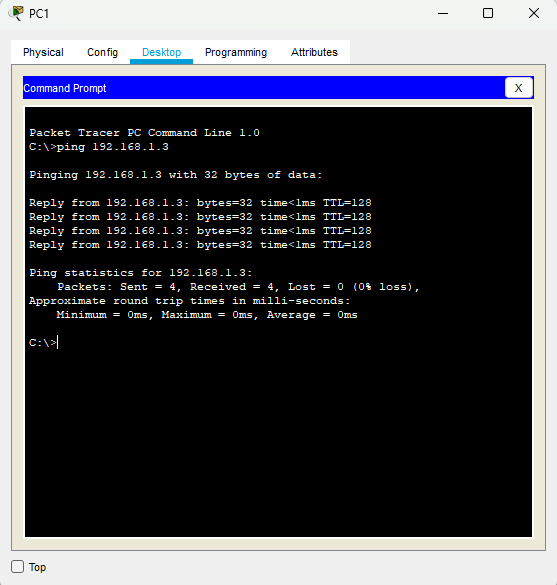 PC1
Physical Config Desktop Programming Attributes
Command Prompt X
Packet Tracer PC Command Line 1.0
C:\>ping 192.168.1.3
Pinging 192.168.1.3 with 32 bytes of data:
Reply from 192.168.1.3: bytes=32 time<1ms TTL=128
Reply from 192.168.1.3: bytes=32 time<1ms TTL=128
Reply from 192.168.1.3: bytes=32 time<1ms TTL=128
Reply from 192.168.1.3: bytes=32 time<1ms TTL=128
Ping statistics for 192.168.1.3:
Packets: Sent = 4, Received = 4, Lost = 0 (0% loss),
Approximate round trip times in milli-seconds:
Minimum = 0ms, Maximum = 0ms, Average = 0ms
C:\>
Top